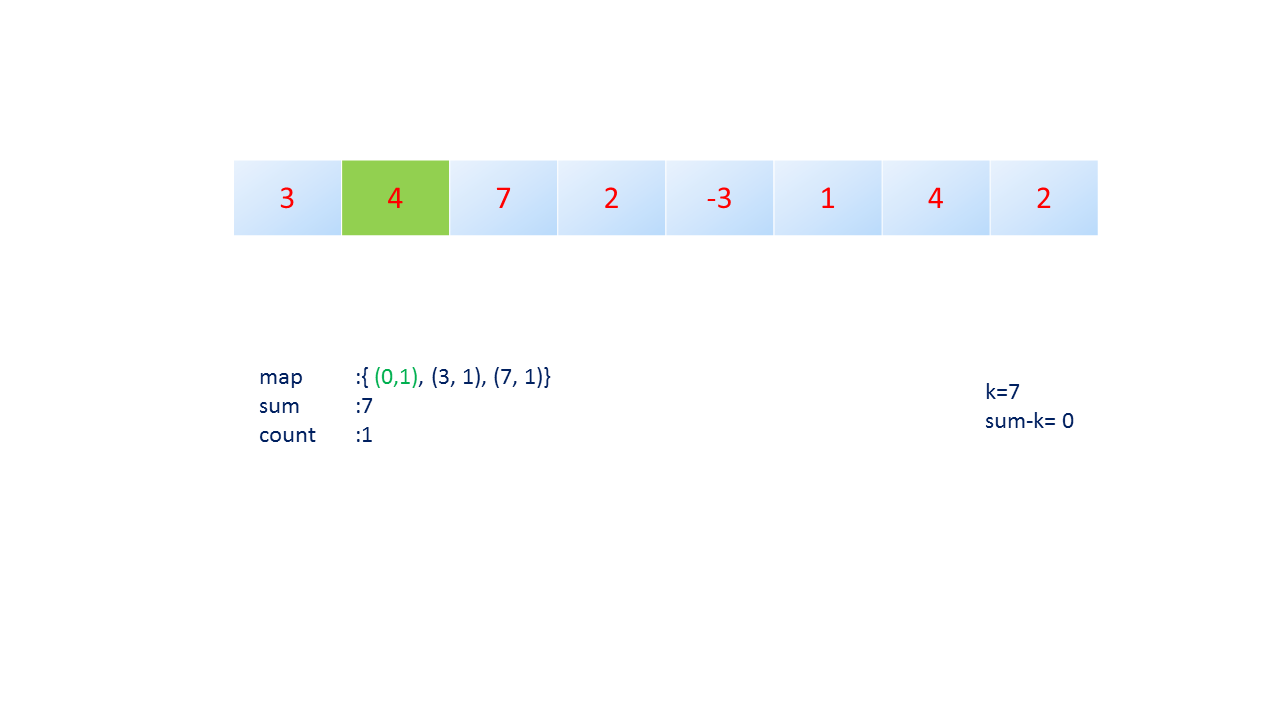 3 4 7 2 -3 1 4 2
map :{ (0,1), (3, 1), (7, 1)}
sum :7
count :1
k=7
sum-k= 0